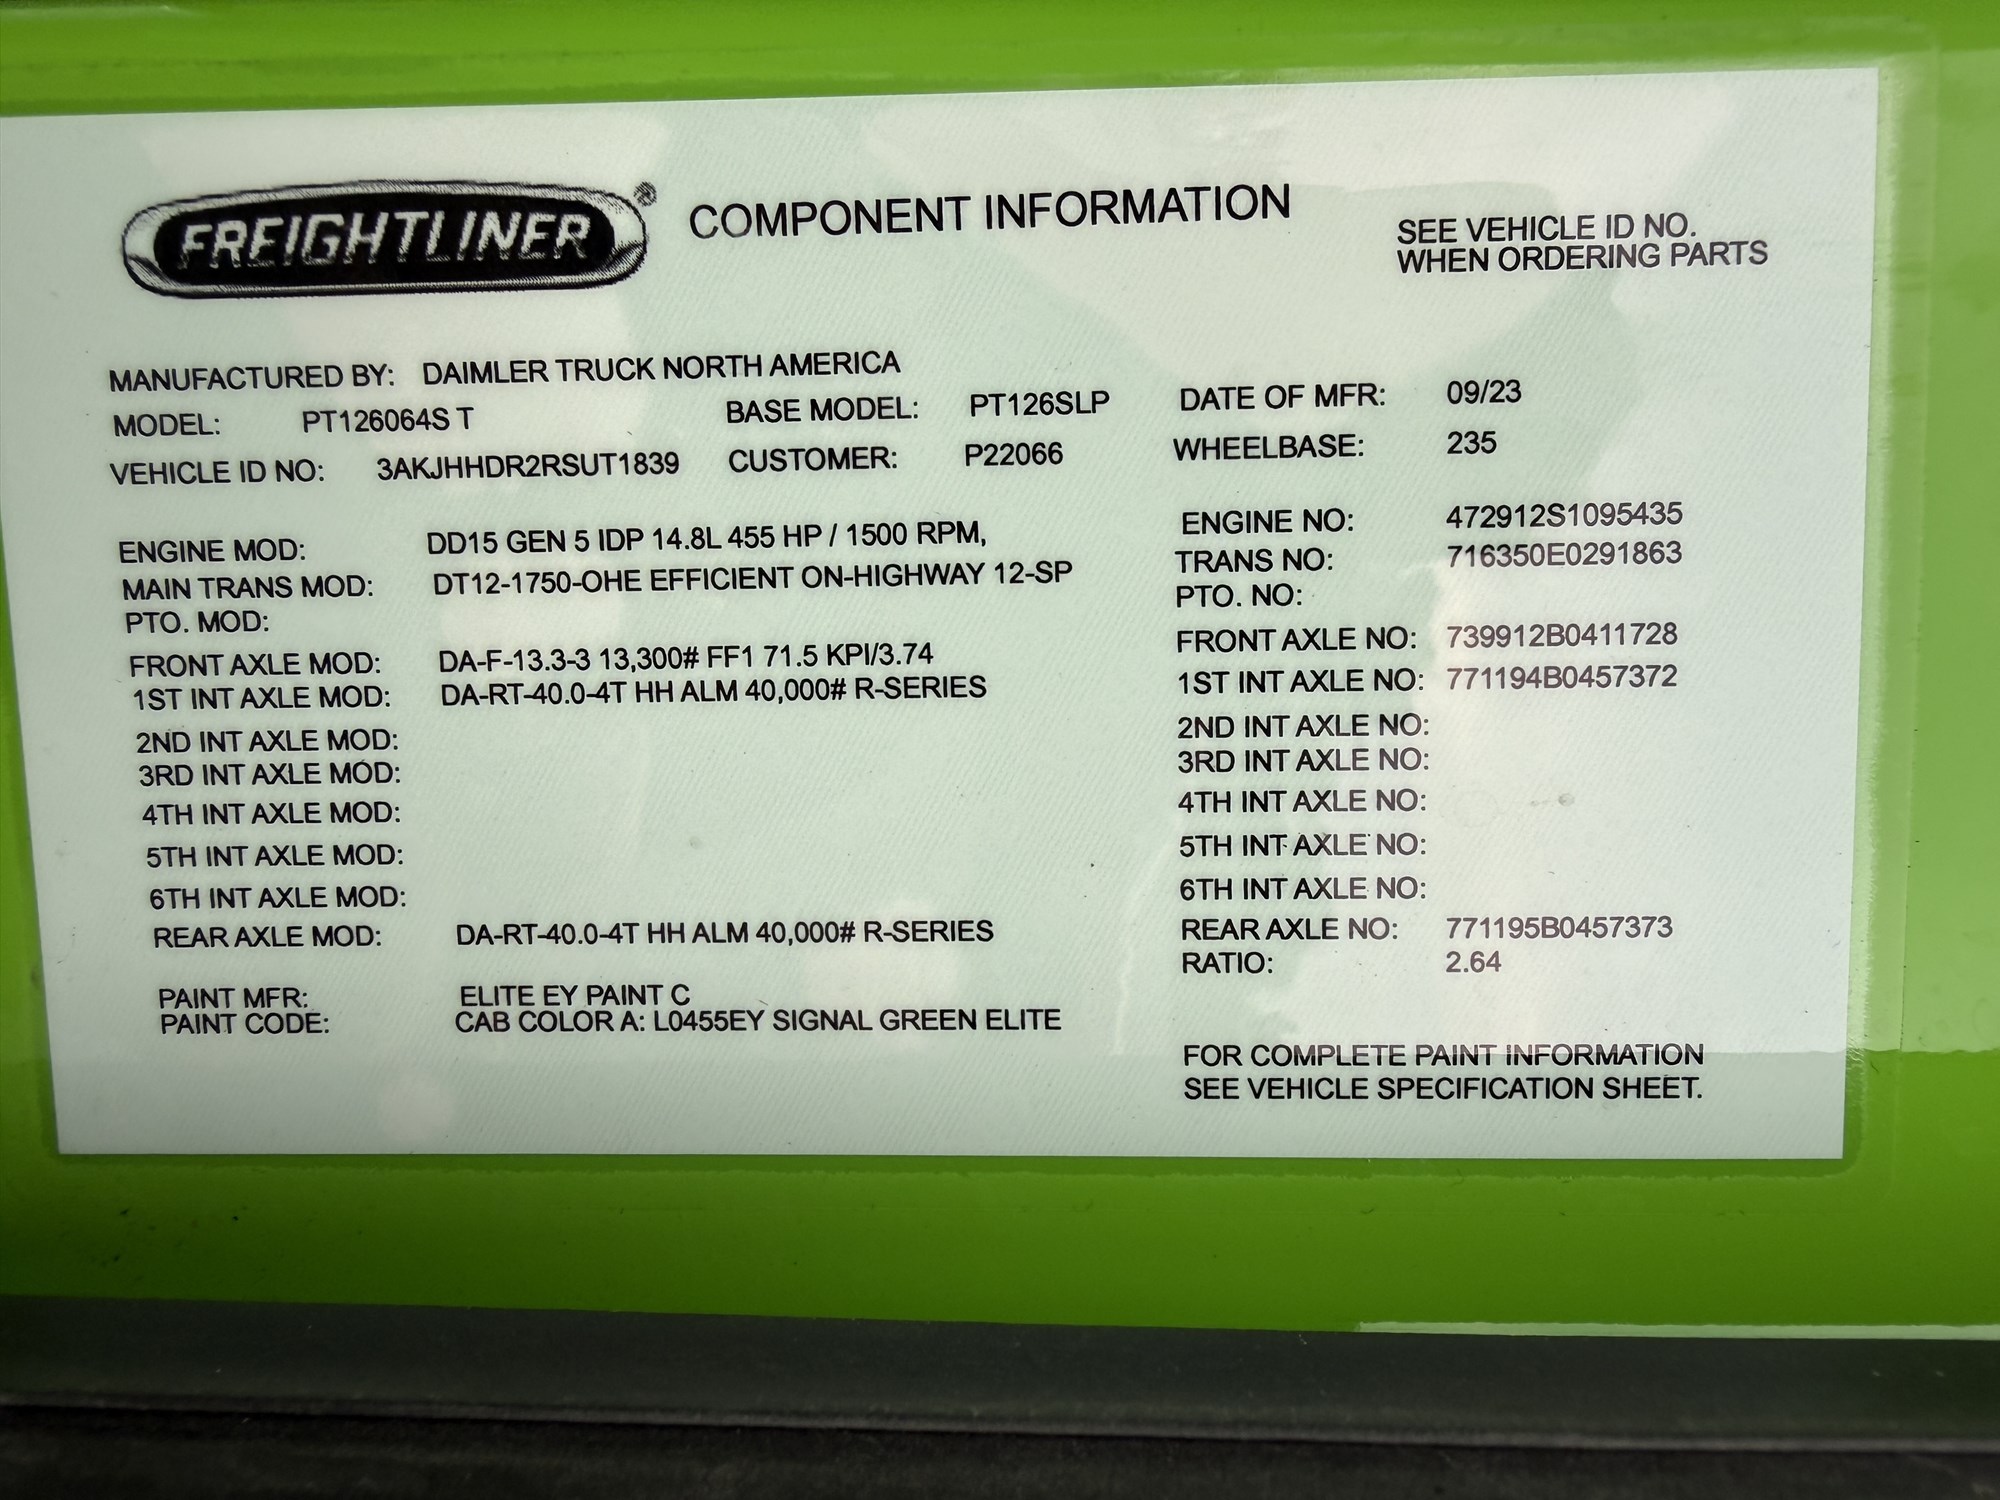 FREIGHTLINER®
COMPONENT INFORMATION
SEE VEHICLE ID NO.
WHEN ORDERING PARTS
MANUFACTURED BY: DAIMLER TRUCK NORTH AMERICA
MODEL: PT126064S T BASE MODEL: PT126SLP DATE OF MFR: 09/23
VEHICLE ID NO: 3AKJHHDR2RSUT1839 CUSTOMER: P22066 WHEELBASE: 235
ENGINE MOD: DD15 GEN 5 IDP 14.8L 455 HP / 1500 RPM, ENGINE NO: 472912S1095435
MAIN TRANS MOD: DT12-1750-OHE EFFICIENT ON-HIGHWAY 12-SP TRANS NO: 716350E0291863
PTO. MOD: PTO. NO:
FRONT AXLE MOD: DA-F-13.3-3 13,300# FF1 71.5 KPI/3.74 FRONT AXLE NO: 739912B0411728
1ST INT AXLE MOD: DA-RT-40.0-4T HH ALM 40,000# R-SERIES 1ST INT AXLE NO: 771194B0457372
2ND INT AXLE MOD: 2ND INT AXLE NO:
3RD INT AXLE MOD: 3RD INT AXLE NO:
4TH INT AXLE MOD: 4TH INT AXLE NO:
5TH INT AXLE MOD: 5TH INT AXLE NO:
6TH INT AXLE MOD: 6TH INT AXLE NO:
REAR AXLE MOD: DA-RT-40.0-4T HH ALM 40,000# R-SERIES REAR AXLE NO: 771195B0457373
RATIO: 2.64
PAINT MFR: ELITE EY PAINT C
PAINT CODE: CAB COLOR A: L0455EY SIGNAL GREEN ELITE
FOR COMPLETE PAINT INFORMATION
SEE VEHICLE SPECIFICATION SHEET.